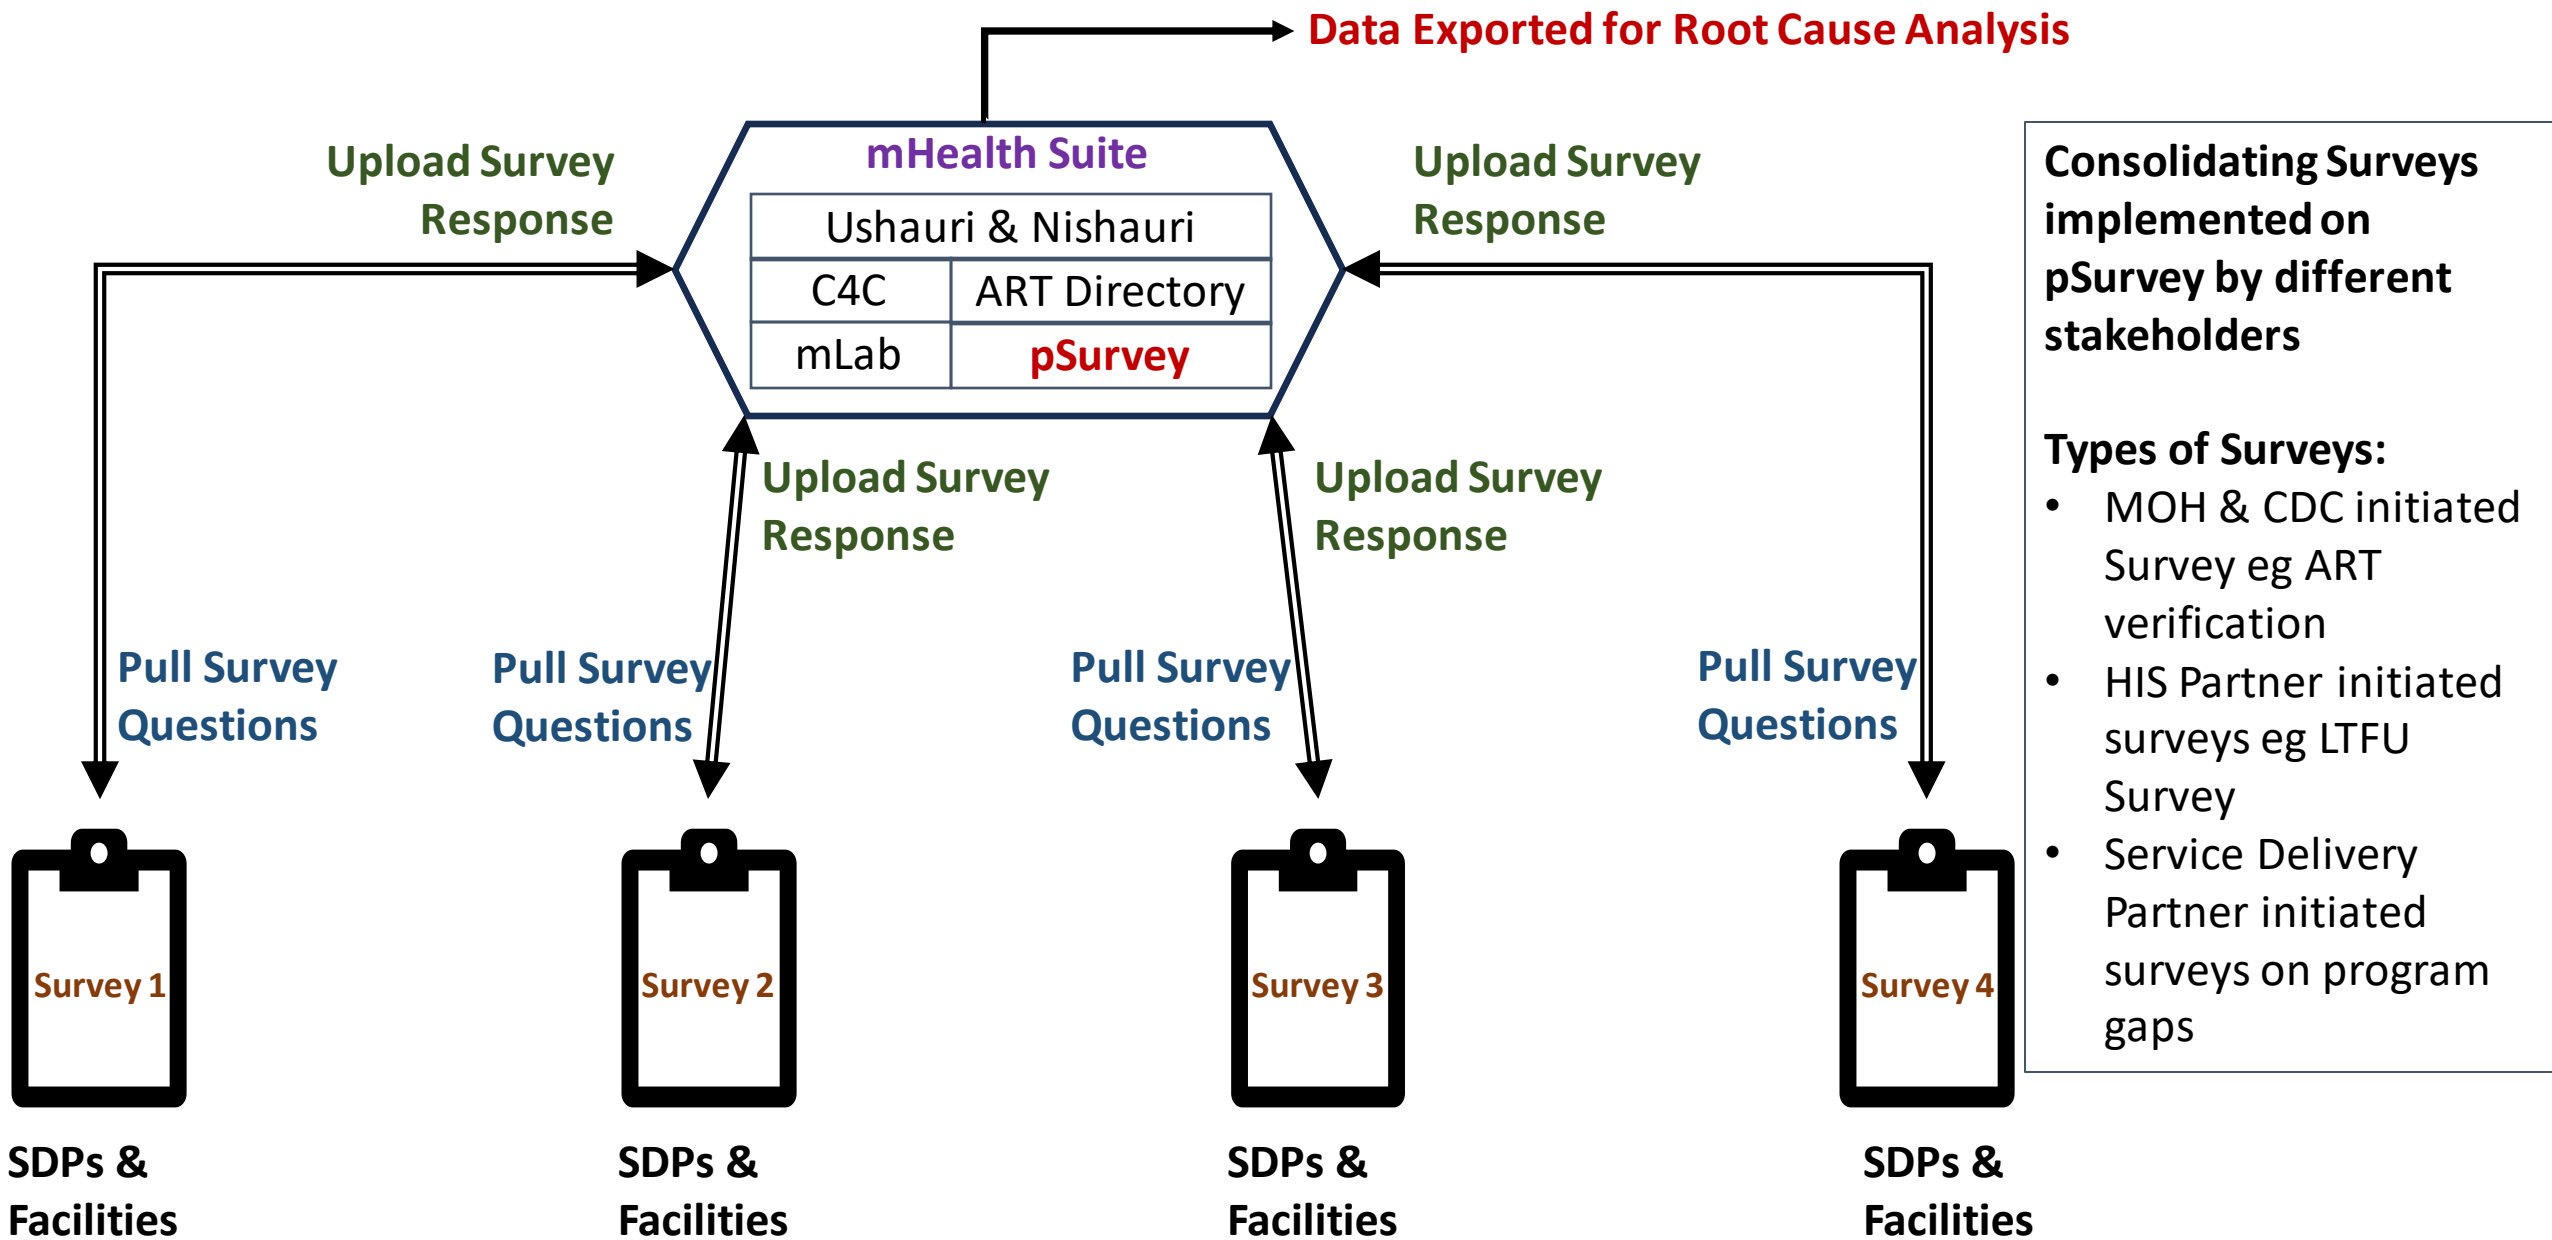 Data Exported for Root Cause Analysis
mHealth Suite
Ushauri & Nishauri
C4C
ART Directory
mLab
pSurvey
Upload Survey
Response
Upload Survey
Response
Upload Survey
Response
Upload Survey
Response
Pull Survey
Questions
Pull Survey
Questions
Pull Survey
Questions
Pull Survey
Questions
Survey 1
Survey 2
Survey 3
Survey 4
SDPs &
Facilities
SDPs &
Facilities
SDPs &
Facilities
SDPs &
Facilities
Consolidating Surveys
implemented on
pSurvey by different
stakeholders
Types of Surveys:
• MOH & CDC initiated
Survey eg ART
verification
• HIS Partner initiated
surveys eg LTFU
Survey
• Service Delivery
Partner initiated
surveys on program
gaps